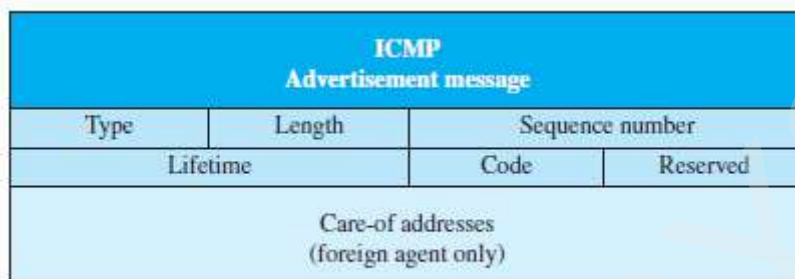 ICMP
Advertisement message
Type Length Sequence number
Lifetime Code Reserved
Care-of addresses
(foreign agent only)